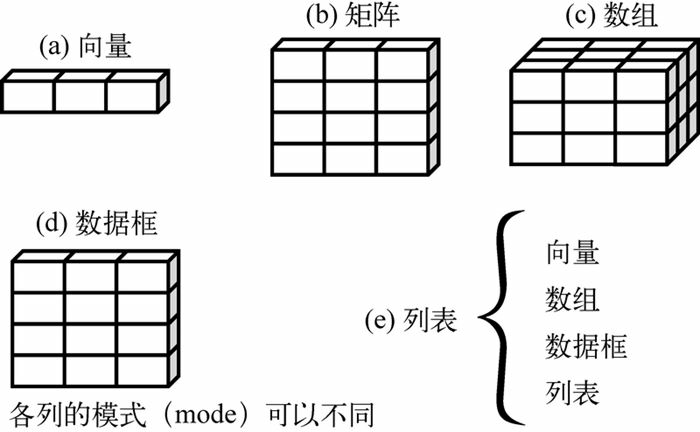 (a) 向量
(b) 矩阵
(c) 数组
(d) 数据框
各列的模式（mode）可以不同
(e) 列表
向量
数组
数据框
列表